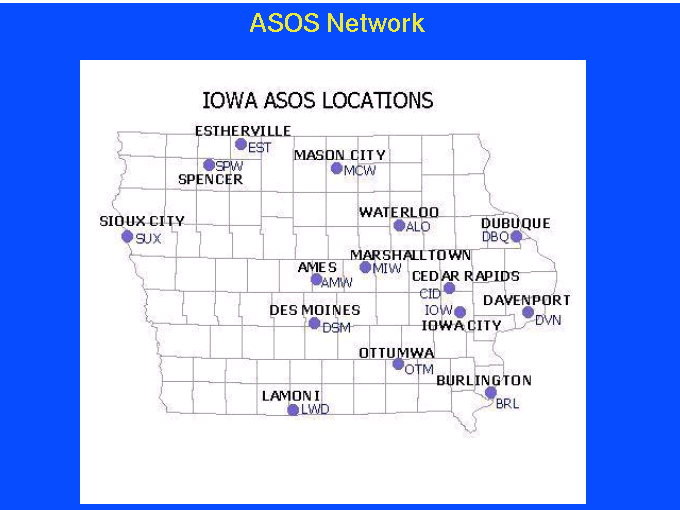 ASOS Network
IOWA ASOS LOCATIONS
ESTHERVILLE
EST
MASON CITY
SPW
MCW
SPENCER
WATERLOO
SIOUX CITY
DUBUQUE
ALO
SUX
DBQ
MARSHALLTOWN
AMES
MIW
CEDAR RAPIDS
AMW
CID
DAVENPORT
DES MOINES
IOW
DVN
DSM
IOWA CITY
OTTUMWA
OTM
BURLINGTON
LAMONI
BRL
LWD